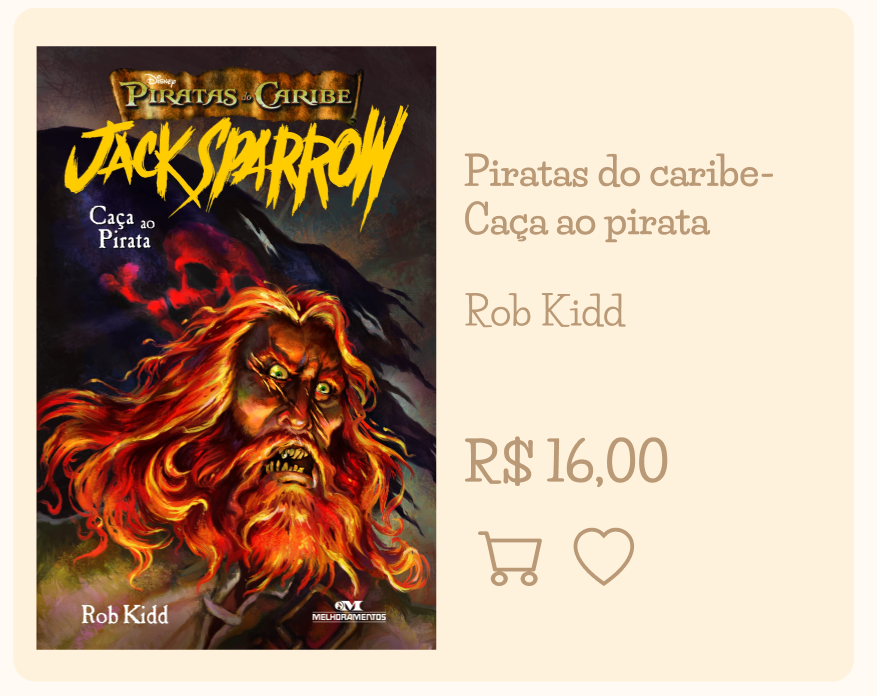 Disney
PIRATAS do CARIBE
JACK SPARROW
Caça ao
Pirata
Rob Kidd
MELHORAMENTOS
Piratas do caribe-
Caça ao pirata
Rob Kidd
R$ 16,00